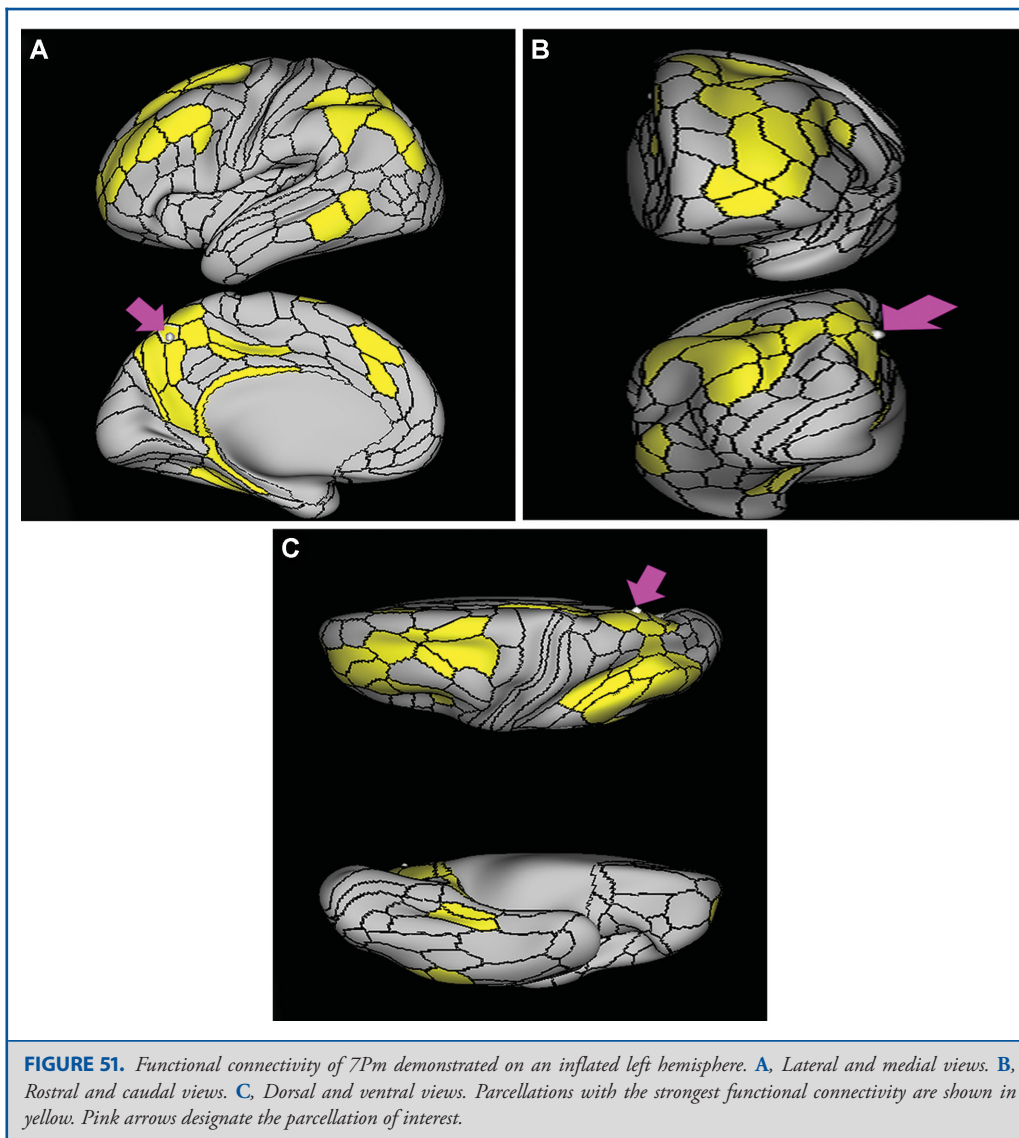 A
B
C
FIGURE 51. Functional connectivity of 7Pm demonstrated on an inflated left hemisphere. A, Lateral and medial views. B,
Rostral and caudal views. C, Dorsal and ventral views. Parcellations with the strongest functional connectivity are shown in
yellow. Pink arrows designate the parcellation of interest.